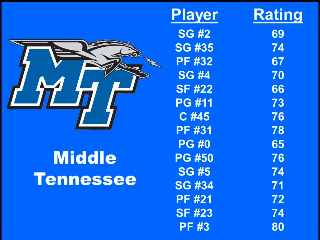 MT
Middle
Tennessee
Player Rating
SG #2 69
SG #35 74
PF #32 67
SG #4 70
SF #22 66
PG #11 73
C #45 76
PF #31 78
PG #0 65
PG #50 76
SG #5 74
SG #34 71
PF #21 72
SF #23 74
PF #3 80